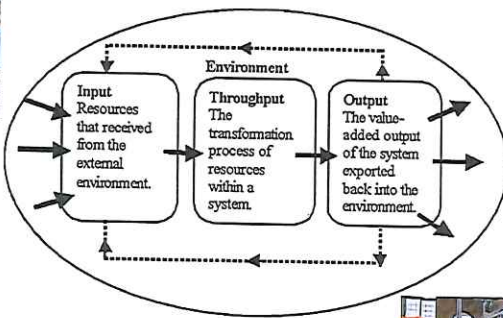 Environment
Input
Resources
that received
from the
external
environment.
Throughput
The
transformation
process of
resources
within a
system.
Output
The value-
added output
of the system
exported
back into the
environment.